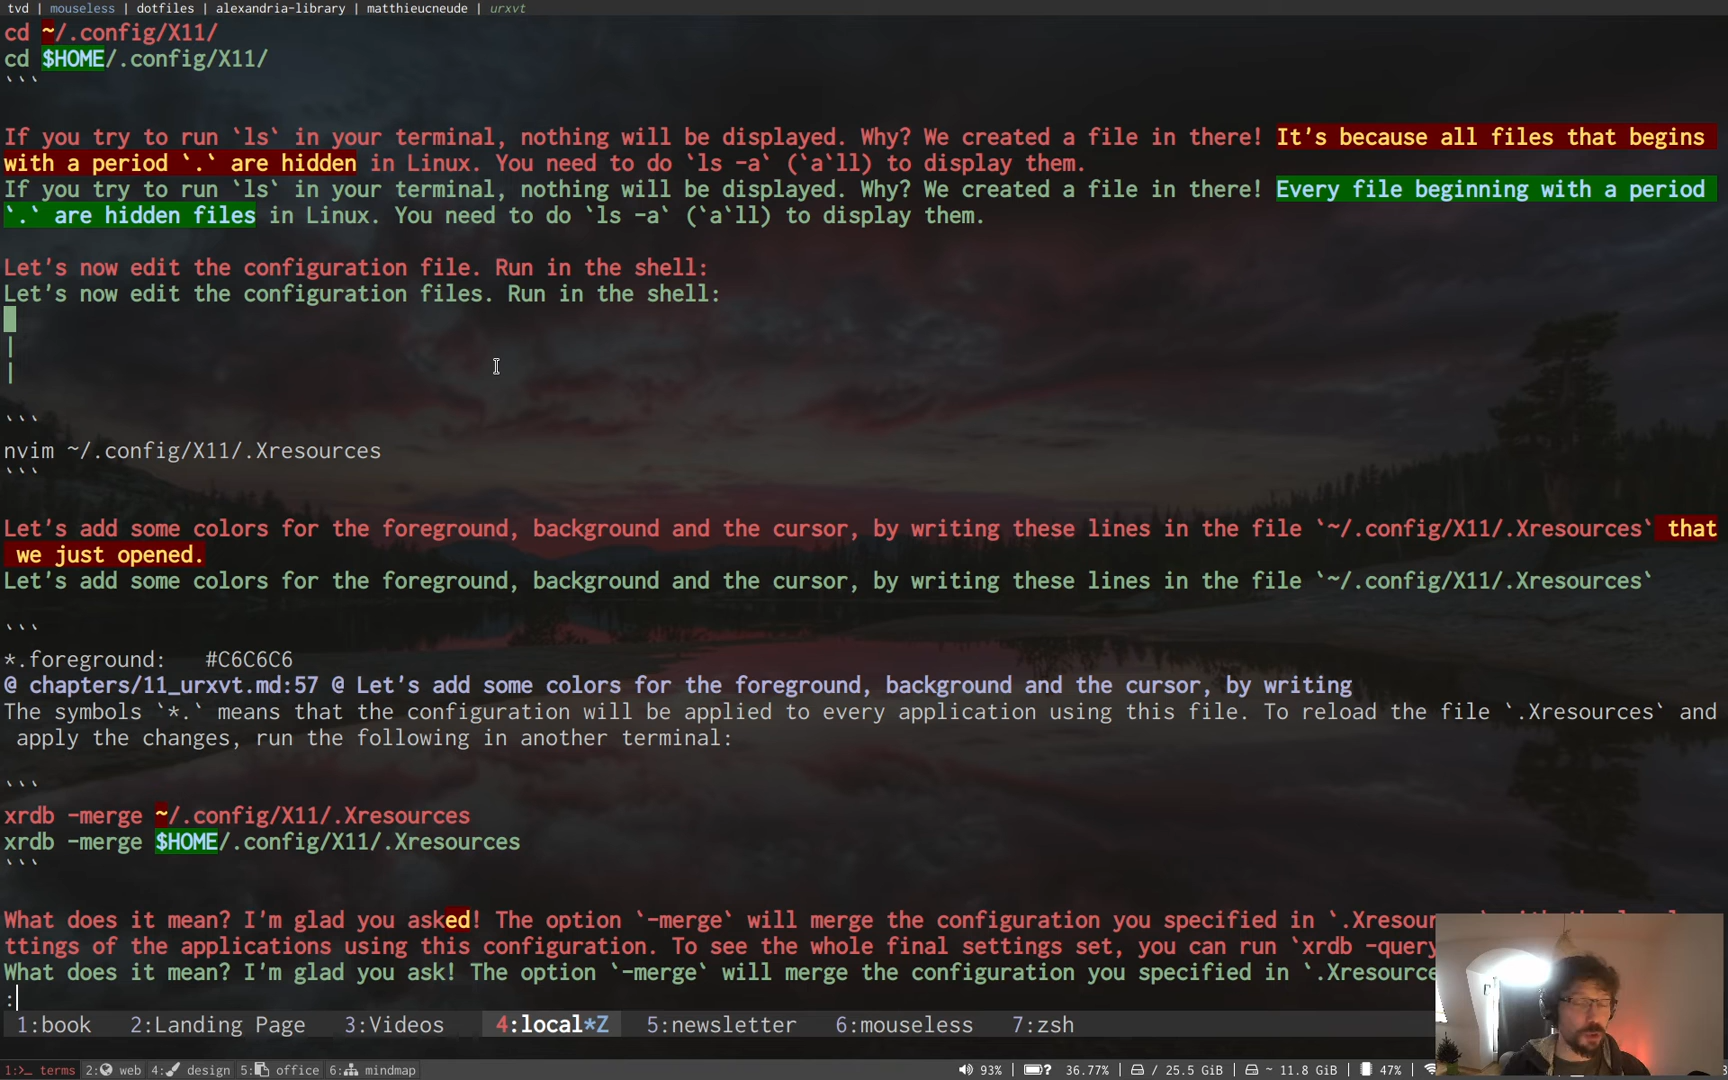 tvd | mouseless | dotfiles | alexandria-library | matthieucneude | urxvt
cd ~/.config/X11/
cd $HOME/.config/X11/
```
If you try to run `ls` in your terminal, nothing will be displayed. Why? We created a file in there! It's because all files that begins
with a period `.` are hidden in Linux. You need to do `ls -a` (`a`ll) to display them.
If you try to run `ls` in your terminal, nothing will be displayed. Why? We created a file in there! Every file beginning with a period
`.` are hidden files in Linux. You need to do `ls -a` (`a`ll) to display them.
Let's now edit the configuration file. Run in the shell:
Let's now edit the configuration files. Run in the shell:
|
|
```
nvim ~/.config/X11/.Xresources
```
Let's add some colors for the foreground, background and the cursor, by writing these lines in the file `~/.config/X11/.Xresources` that
we just opened.
Let's add some colors for the foreground, background and the cursor, by writing these lines in the file `~/.config/X11/.Xresources`
```
*.foreground:   #C6C6C6
@ chapters/11_urxvt.md:57 @ Let's add some colors for the foreground, background and the cursor, by writing
The symbols `*.` means that the configuration will be applied to every application using this file. To reload the file `.Xresources` and
apply the changes, run the following in another terminal:
```
xrdb -merge ~/.config/X11/.Xresources
xrdb -merge $HOME/.config/X11/.Xresources
```
What does it mean? I'm glad you asked! The option `-merge` will merge the configuration you specified in `.Xresour
ttings of the applications using this configuration. To see the whole final settings set, you can run `xrdb -query
What does it mean? I'm glad you ask! The option `-merge` will merge the configuration you specified in `.Xresource
:
1:book 2:Landing Page 3:Videos 4:local*Z 5:newsletter 6:mouseless 7:zsh
1:>_ terms 2: web 4: design 5: office 6: mindmap 93% | ? 36.77% | / 25.5 GiB | ~ 11.8 GiB | 47%